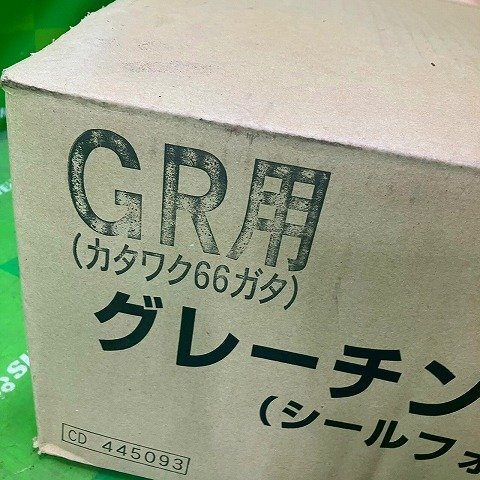 GR用
(カタワク66ガタ)
グレーチン
(シールフォ
CD 445093